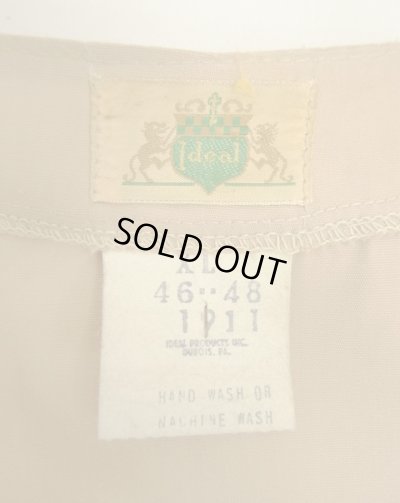 Ideal
SOLD OUT
XL
46--48
1911
IDEAL PRODUCTS INC.
DUBOIS, PA.
HAND WASH OR
MACHINE WASH